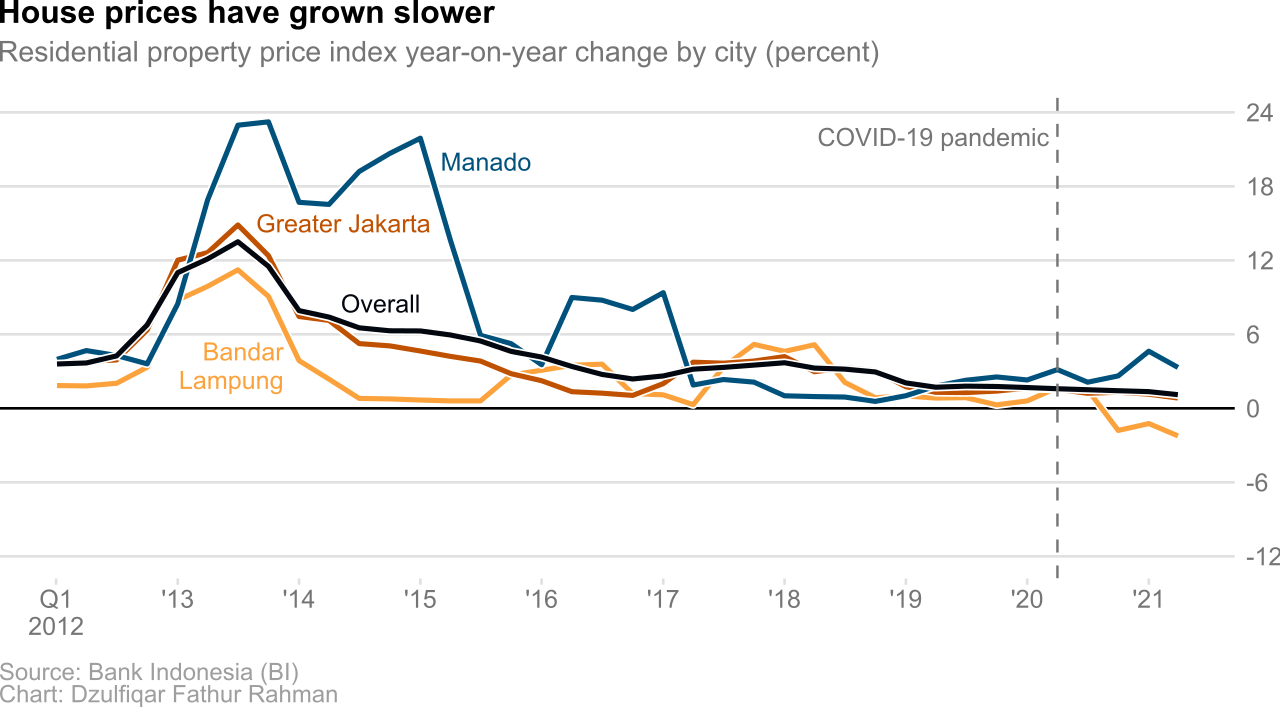 House prices have grown slower
Residential property price index year-on-year change by city (percent)
24
COVID-19 pandemic
Manado
18
Greater Jakarta
12
Overall
6
Bandar
Lampung
0
-6
-12
Q1
2012
'13
'14
'15
'16
'17
'18
'19
'20
'21
Source: Bank Indonesia (BI)
Chart: Dzulfiqar Fathur Rahman